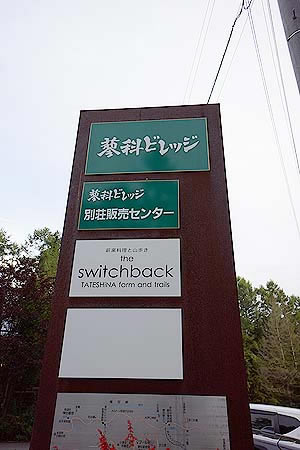 蓼科ビレッジ
蓼科ビレッジ
別荘販売センター
the
switchback
TATESHiNA form and trails